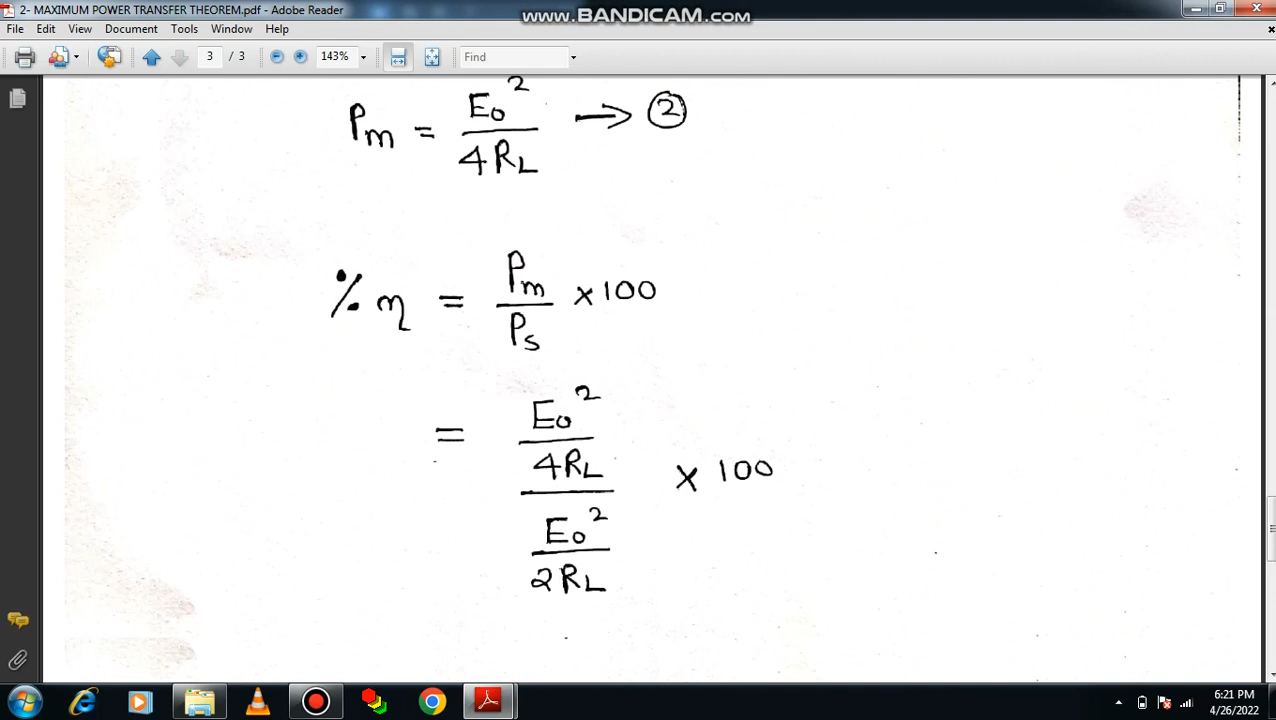 2- MAXIMUM POWER TRANSFER THEOREM.pdf - Adobe Reader
www.BANDICAM.com
File Edit View Document Tools Window Help
3 / 3 143% Find
Pm = Eo² / 4RL → ②
% η = Pm / Ps × 100
= (Eo² / 4RL) / (Eo² / 2RL) × 100
6:21 PM
4/26/2022